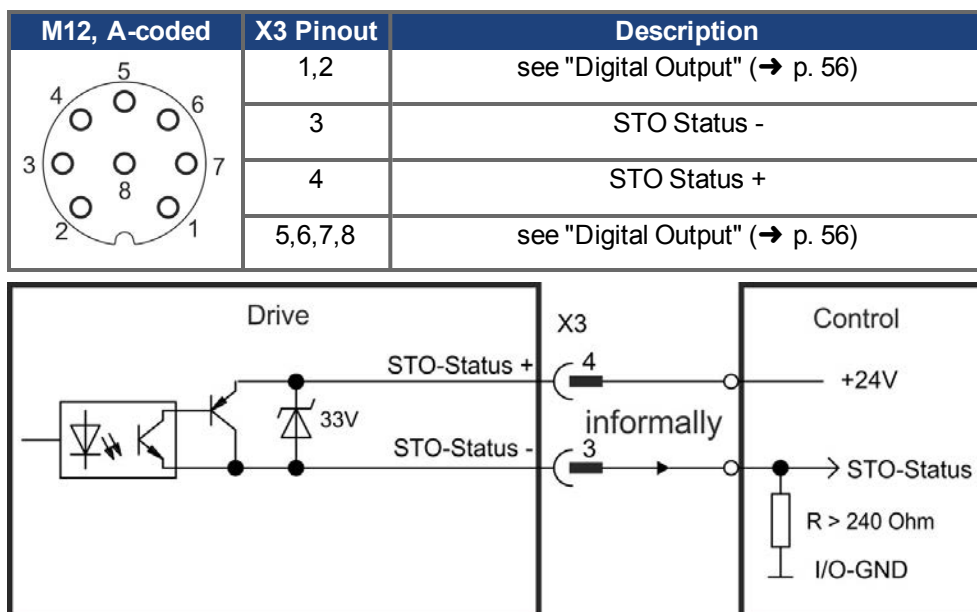 M12, A-coded X3 Pinout Description
1,2 see "Digital Output" (➜ p. 56)
3 STO Status -
4 STO Status +
5,6,7,8 see "Digital Output" (➜ p. 56)
5
4 6
3 7
8
2 1
Drive X3 Control
STO-Status + 4 +24V
33V informally
STO-Status - 3 STO-Status
R > 240 Ohm
I/O-GND